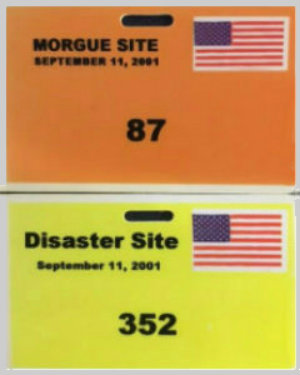 MORGUE SITE
SEPTEMBER 11, 2001
87
Disaster Site
September 11, 2001
352